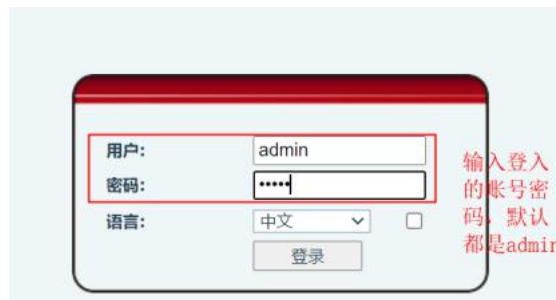 用户:
admin
密码:
•••••
语言:
中文
登录
输入登入
的账号密
码，默认
都是admin